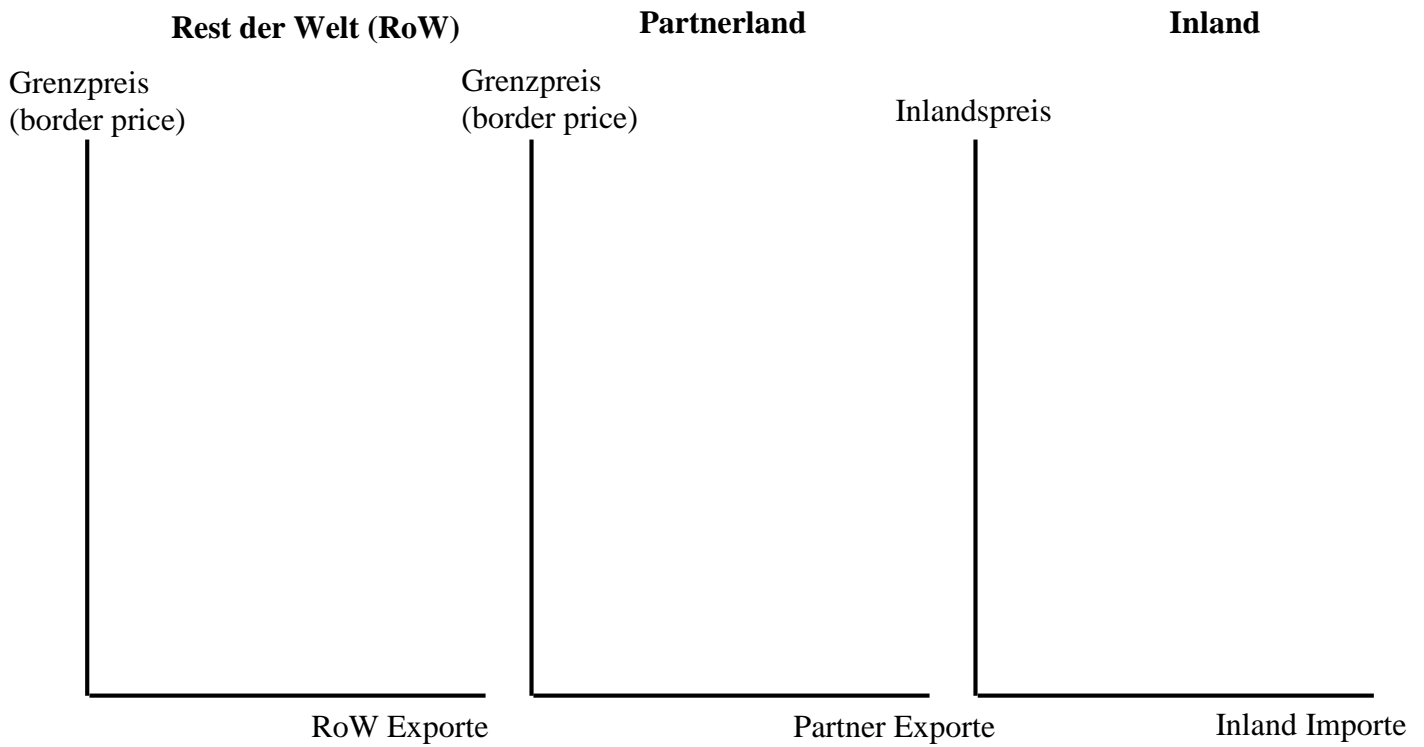 Rest der Welt (RoW)
Partnerland
Inland
Grenzpreis
(border price)
Grenzpreis
(border price)
Inlandspreis
RoW Exporte
Partner Exporte
Inland Importe